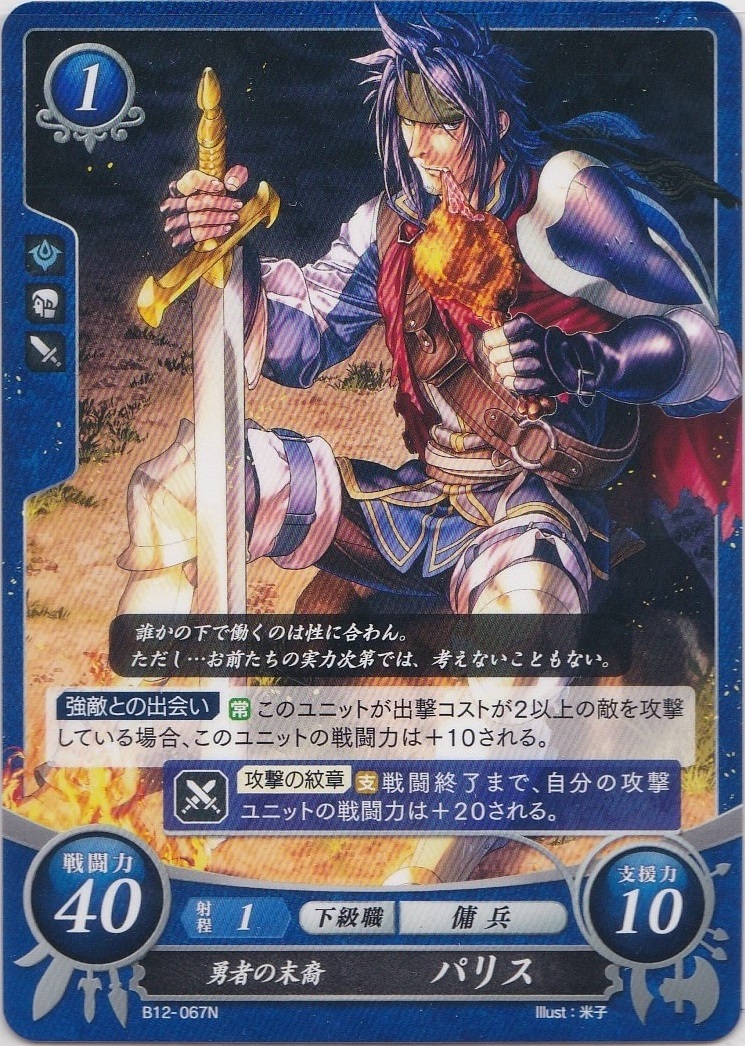 1
誰かの下で働くのは性に合わん。
ただし…お前たちの実力次第では、考えないこともない。
強敵との出会い 常 このユニットが出撃コストが2以上の敵を攻撃
している場合、このユニットの戦闘力は＋10される。
攻撃の紋章 支 戦闘終了まで、自分の攻撃
ユニットの戦闘力は＋20される。
戦闘力
40
射程 1 下級職 傭兵
支援力
10
勇者の末裔 パリス
B12-067N Illust：米子